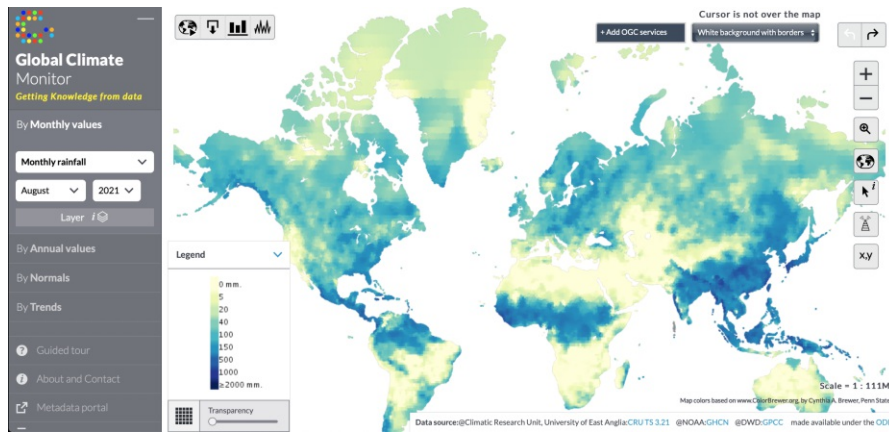 Global Climate
Monitor
Getting Knowledge from data
By Monthly values
Monthly rainfall
August
2021
Layer i
By Annual values
By Normals
By Trends
Guided tour
About and Contact
Metadata portal
Cursor is not over the map
+ Add OGC services
White background with borders
i
x,y
Legend
0 mm.
5
20
40
100
150
500
1000
≥2000 mm.
Transparency
Scale = 1 : 111M
Map colors based on www.ColorBrewer.org, by Cynthia A. Brewer, Penn State
Data source:@Climatic Research Unit, University of East Anglia:CRU TS 3.21 @NOAA:GHCN @DWD:GPCC made available under the ODI